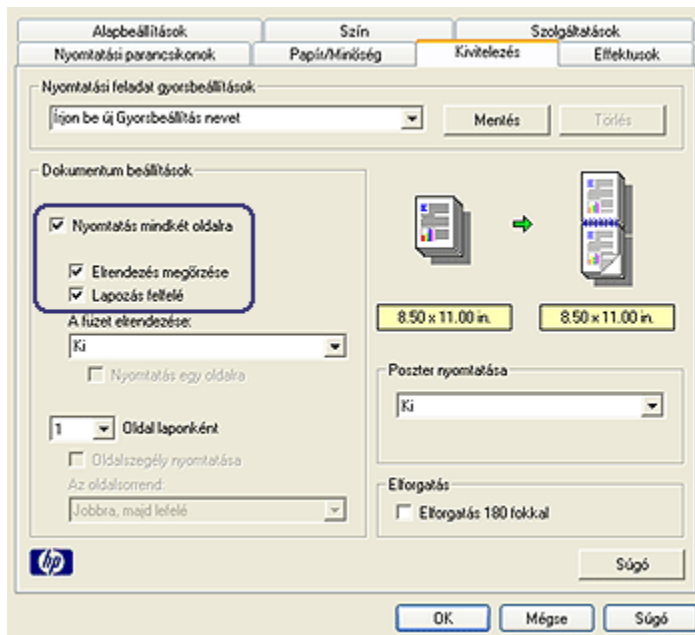 Alapbeállítások
Szín
Szolgáltatások
Nyomtatási parancsikonok
Papír/Minőség
Kivitelezés
Effektusok
Nyomtatási feladat gyorsbeállítások
Írjon be új Gyorsbeállítás nevet
Mentés
Törlés
Dokumentum beállítások
Nyomtatás mindkét oldalra
Elrendezés megőrzése
Lapozás felfelé
A füzet elrendezése:
Ki
Nyomtatás egy oldalra
1 Oldal laponként
Oldalszegély nyomtatása
Az oldalsorrend:
Jobbra, majd lefelé
8.50 x 11.00 in.
8.50 x 11.00 in.
Poszter nyomtatása
Ki
Elforgatás
Elforgatás 180 fokkal
hp
Súgó
OK
Mégse
Súgó